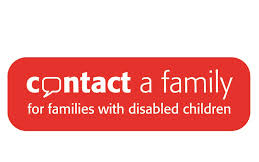 contact a family
for families with disabled children